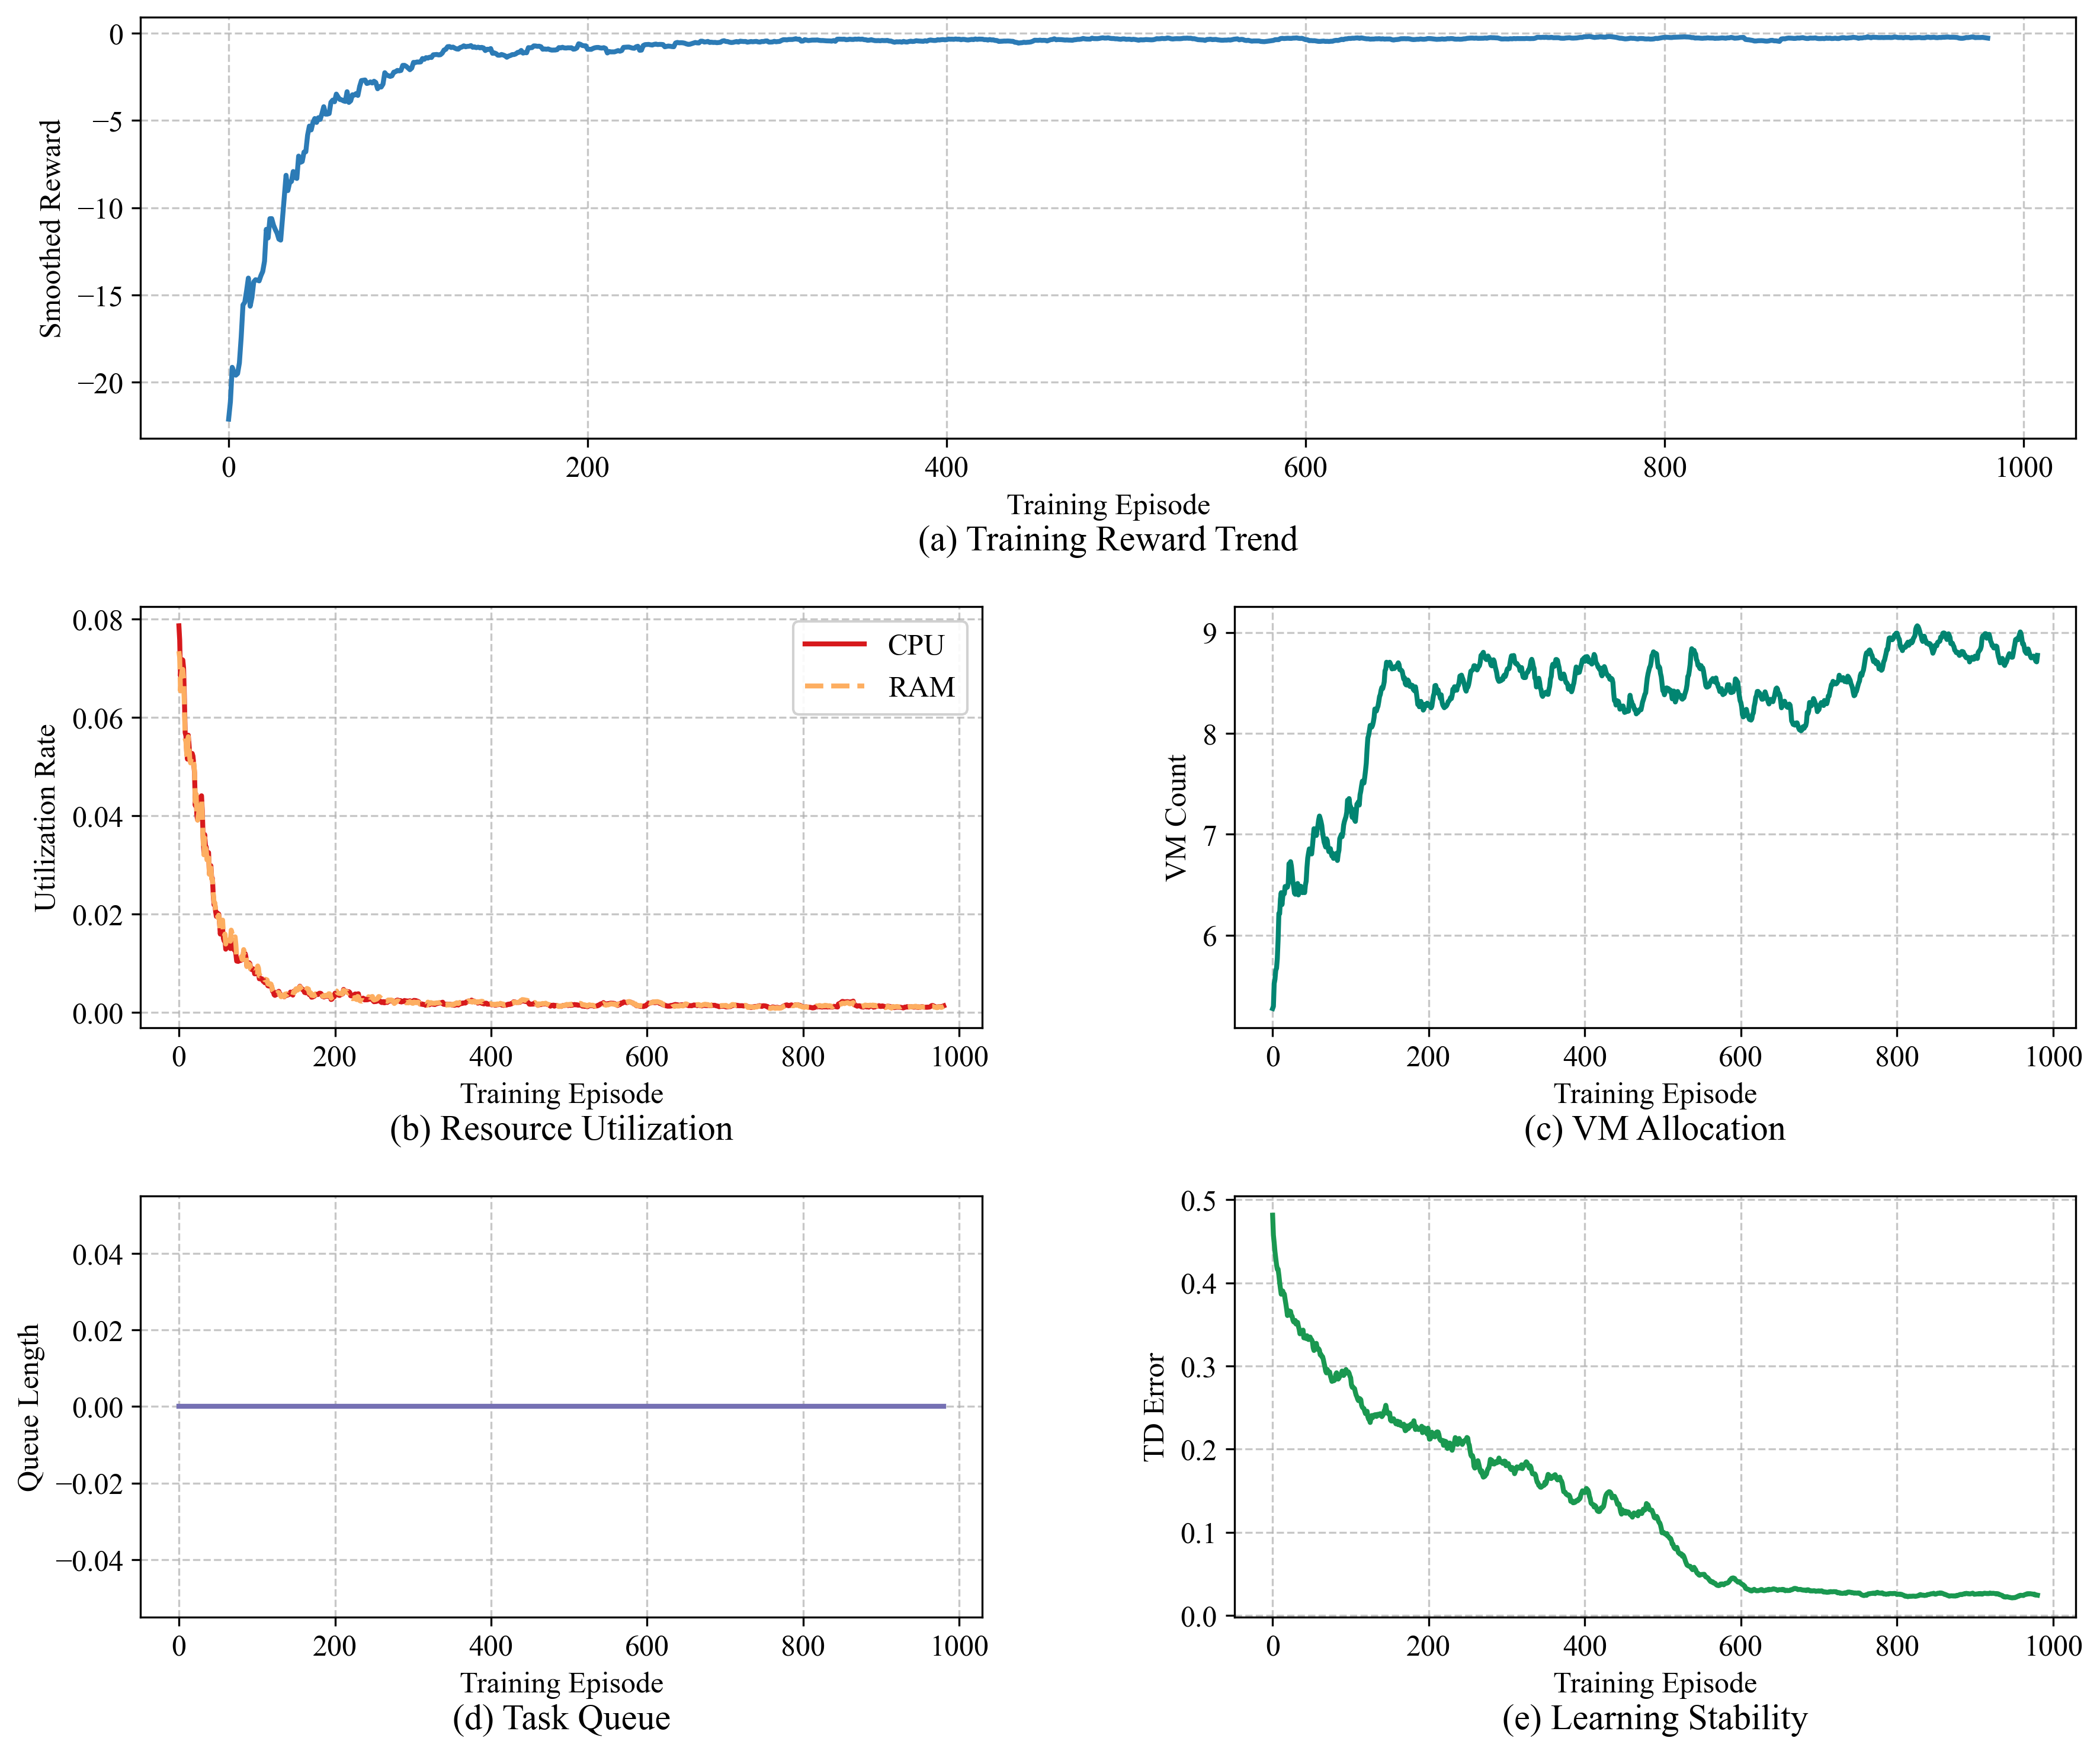 0
−5
−10
−15
−20
Smoothed Reward
0 200 400 600 800 1000
Training Episode
(a) Training Reward Trend
0.08
0.06
0.04
0.02
0.00
Utilization Rate
CPU
RAM
0 200 400 600 800 1000
Training Episode
(b) Resource Utilization
9
8
7
6
VM Count
0 200 400 600 800 1000
Training Episode
(c) VM Allocation
0.04
0.02
0.00
−0.02
−0.04
Queue Length
0 200 400 600 800 1000
Training Episode
(d) Task Queue
0.5
0.4
0.3
0.2
0.1
0.0
TD Error
0 200 400 600 800 1000
Training Episode
(e) Learning Stability